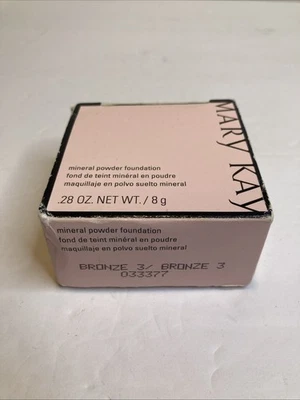 MARY KAY
mineral powder foundation
fond de teint minéral en poudre
maquillaje en polvo suelto mineral
.28 OZ. NET WT. / 8 g
mineral powder foundation
fond de teint minéral en poudre
maquillaje en polvo suelto mineral
BRONZE 3/ BRONZE 3
033377